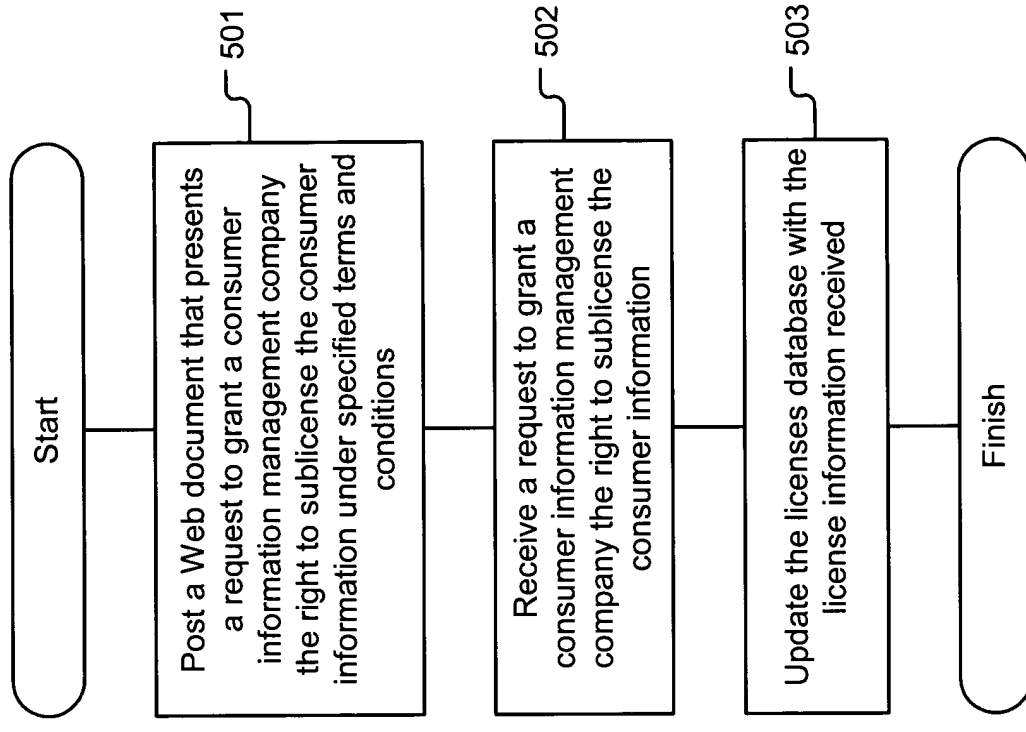 Start
Post a Web document that presents
a request to grant a consumer
information management company
the right to sublicense the consumer
information under specified terms and
conditions
501
Receive a request to grant a
consumer information management
company the right to sublicense the
consumer information
502
Update the licenses database with the
license information received
503
Finish